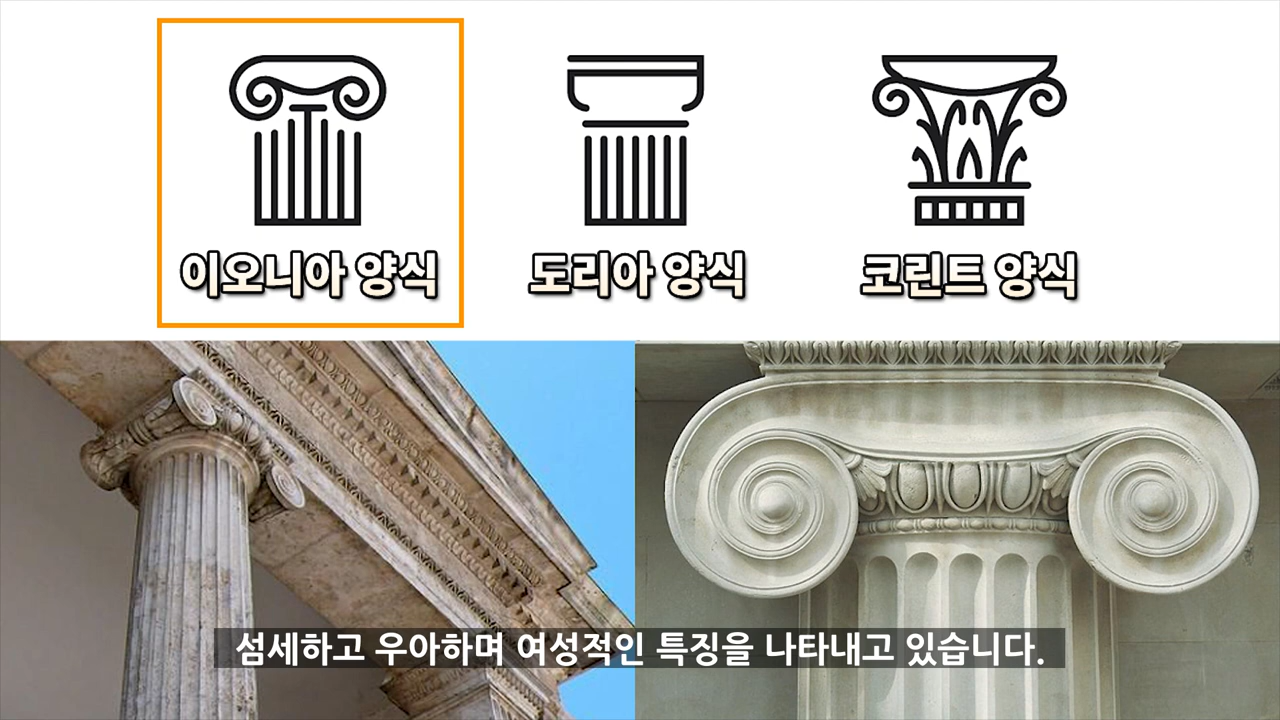 이오니아 양식
도리아 양식
코린트 양식
섬세하고 우아하며 여성적인 특징을 나타내고 있습니다.